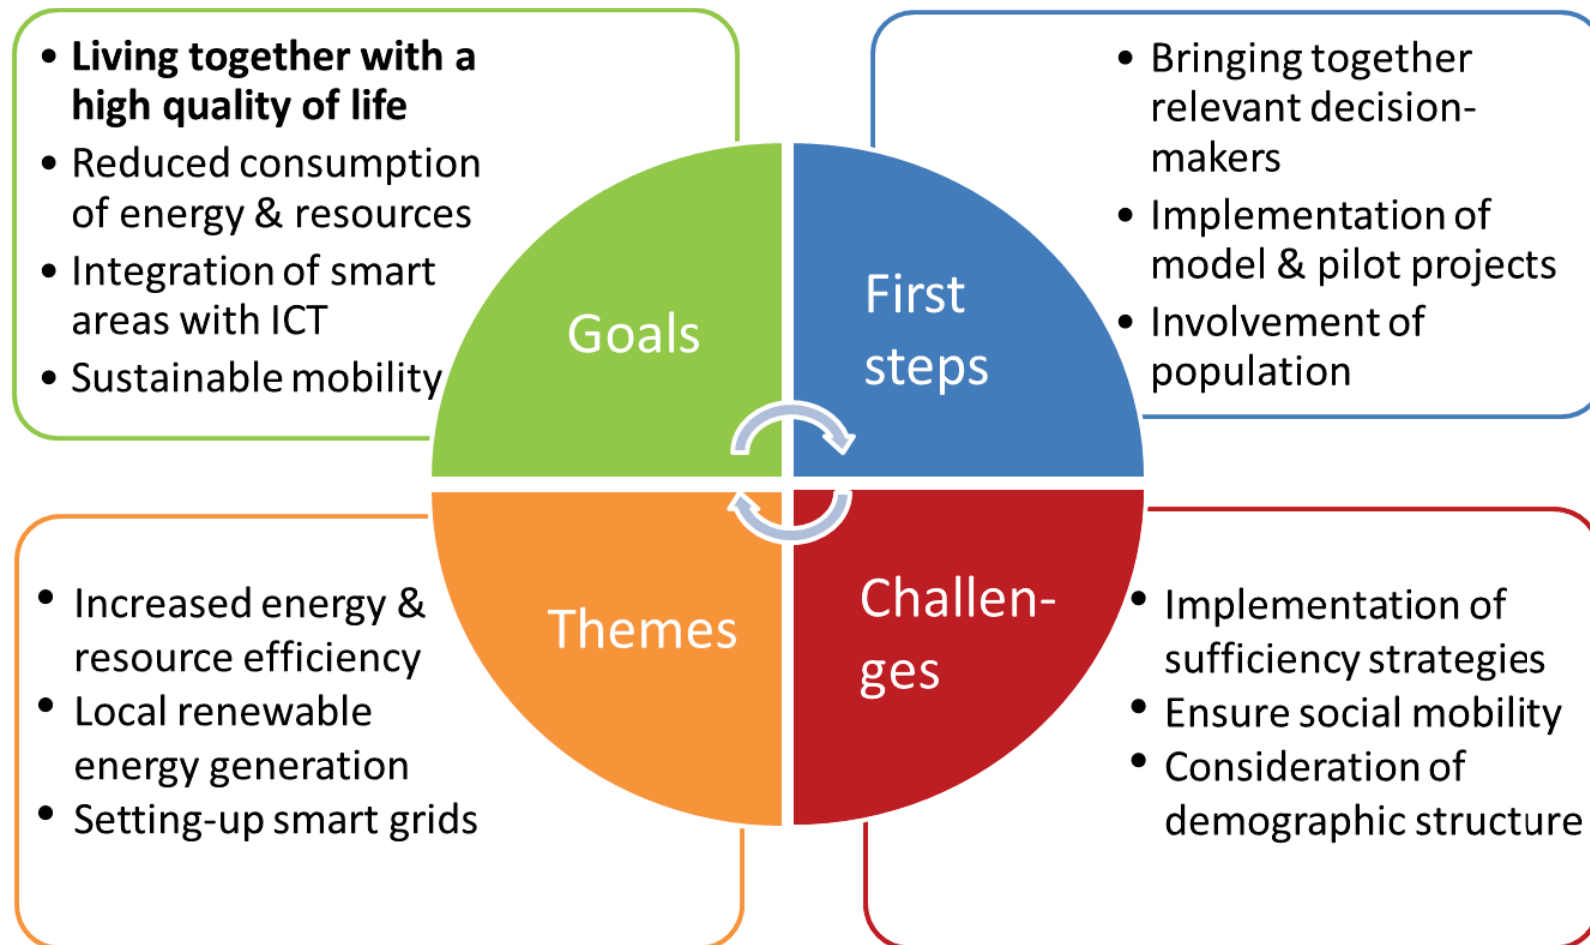 • Living together with a
high quality of life
• Reduced consumption
of energy & resources
• Integration of smart
areas with ICT
• Sustainable mobility
Goals
• Bringing together
relevant decision-
makers
• Implementation of
model & pilot projects
• Involvement of
population
First
steps
• Increased energy &
resource efficiency
• Local renewable
energy generation
• Setting-up smart grids
Themes
Challen-
ges
• Implementation of
sufficiency strategies
• Ensure social mobility
• Consideration of
demographic structure